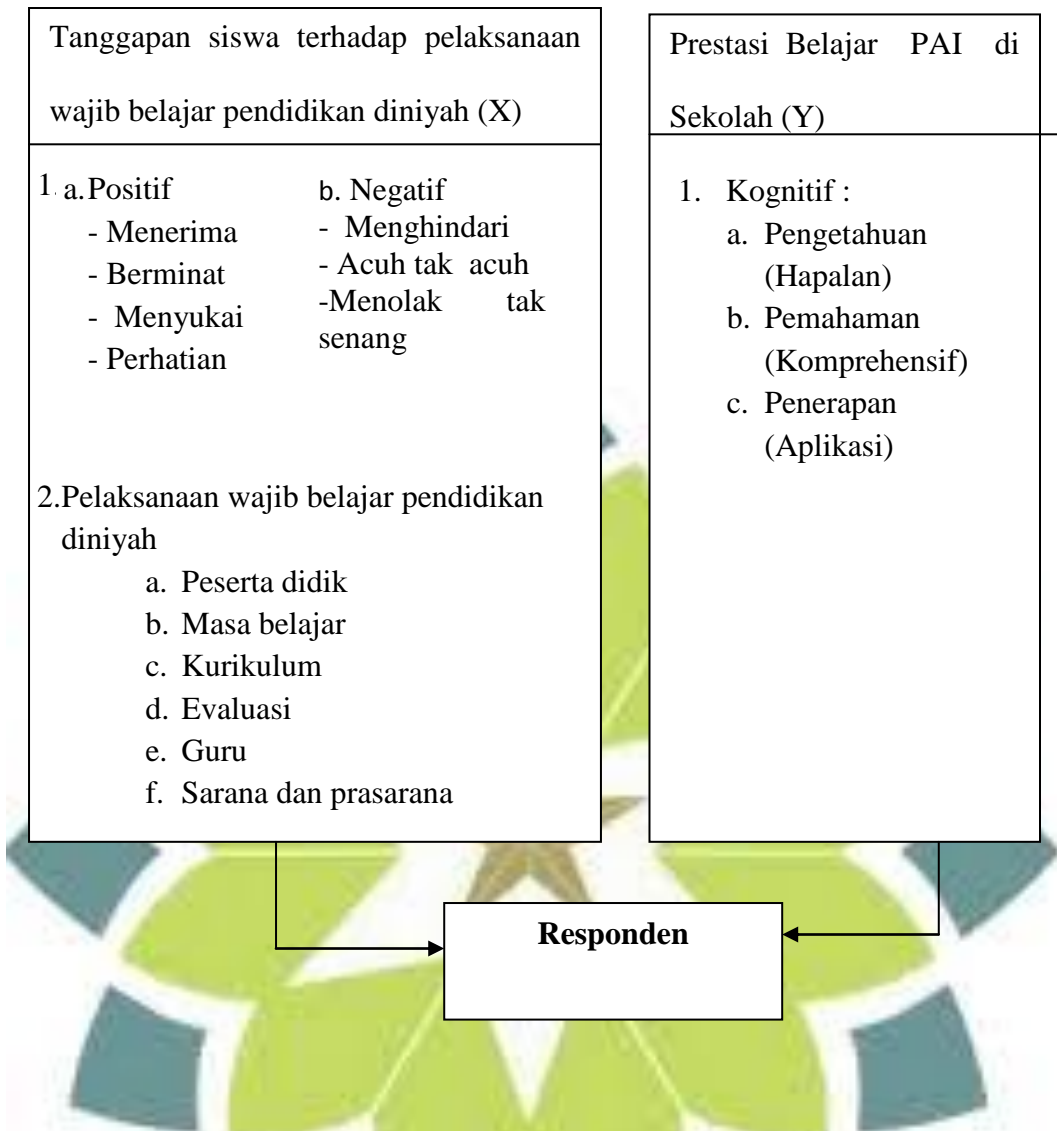 Tanggapan siswa terhadap pelaksanaan
wajib belajar pendidikan diniyah (X)
1. a. Positif
- Menerima
- Berminat
- Menyukai
- Perhatian
b. Negatif
- Menghindari
- Acuh tak acuh
-Menolak tak
senang
2.Pelaksanaan wajib belajar pendidikan
diniyah
a. Peserta didik
b. Masa belajar
c. Kurikulum
d. Evaluasi
e. Guru
f. Sarana dan prasarana
Prestasi Belajar PAI di
Sekolah (Y)
1. Kognitif :
a. Pengetahuan
(Hapalan)
b. Pemahaman
(Komprehensif)
c. Penerapan
(Aplikasi)
Responden